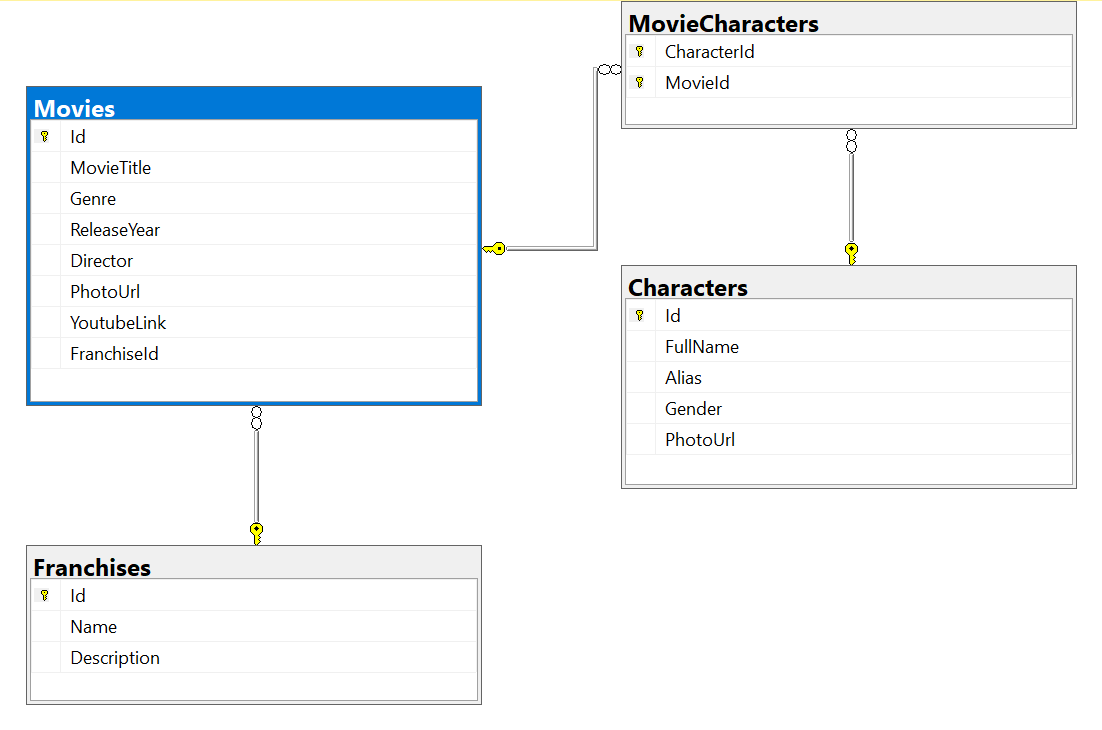 MovieCharacters
CharacterId
MovieId
Movies
Id
MovieTitle
Genre
ReleaseYear
Director
PhotoUrl
YoutubeLink
FranchiseId
Characters
Id
FullName
Alias
Gender
PhotoUrl
Franchises
Id
Name
Description